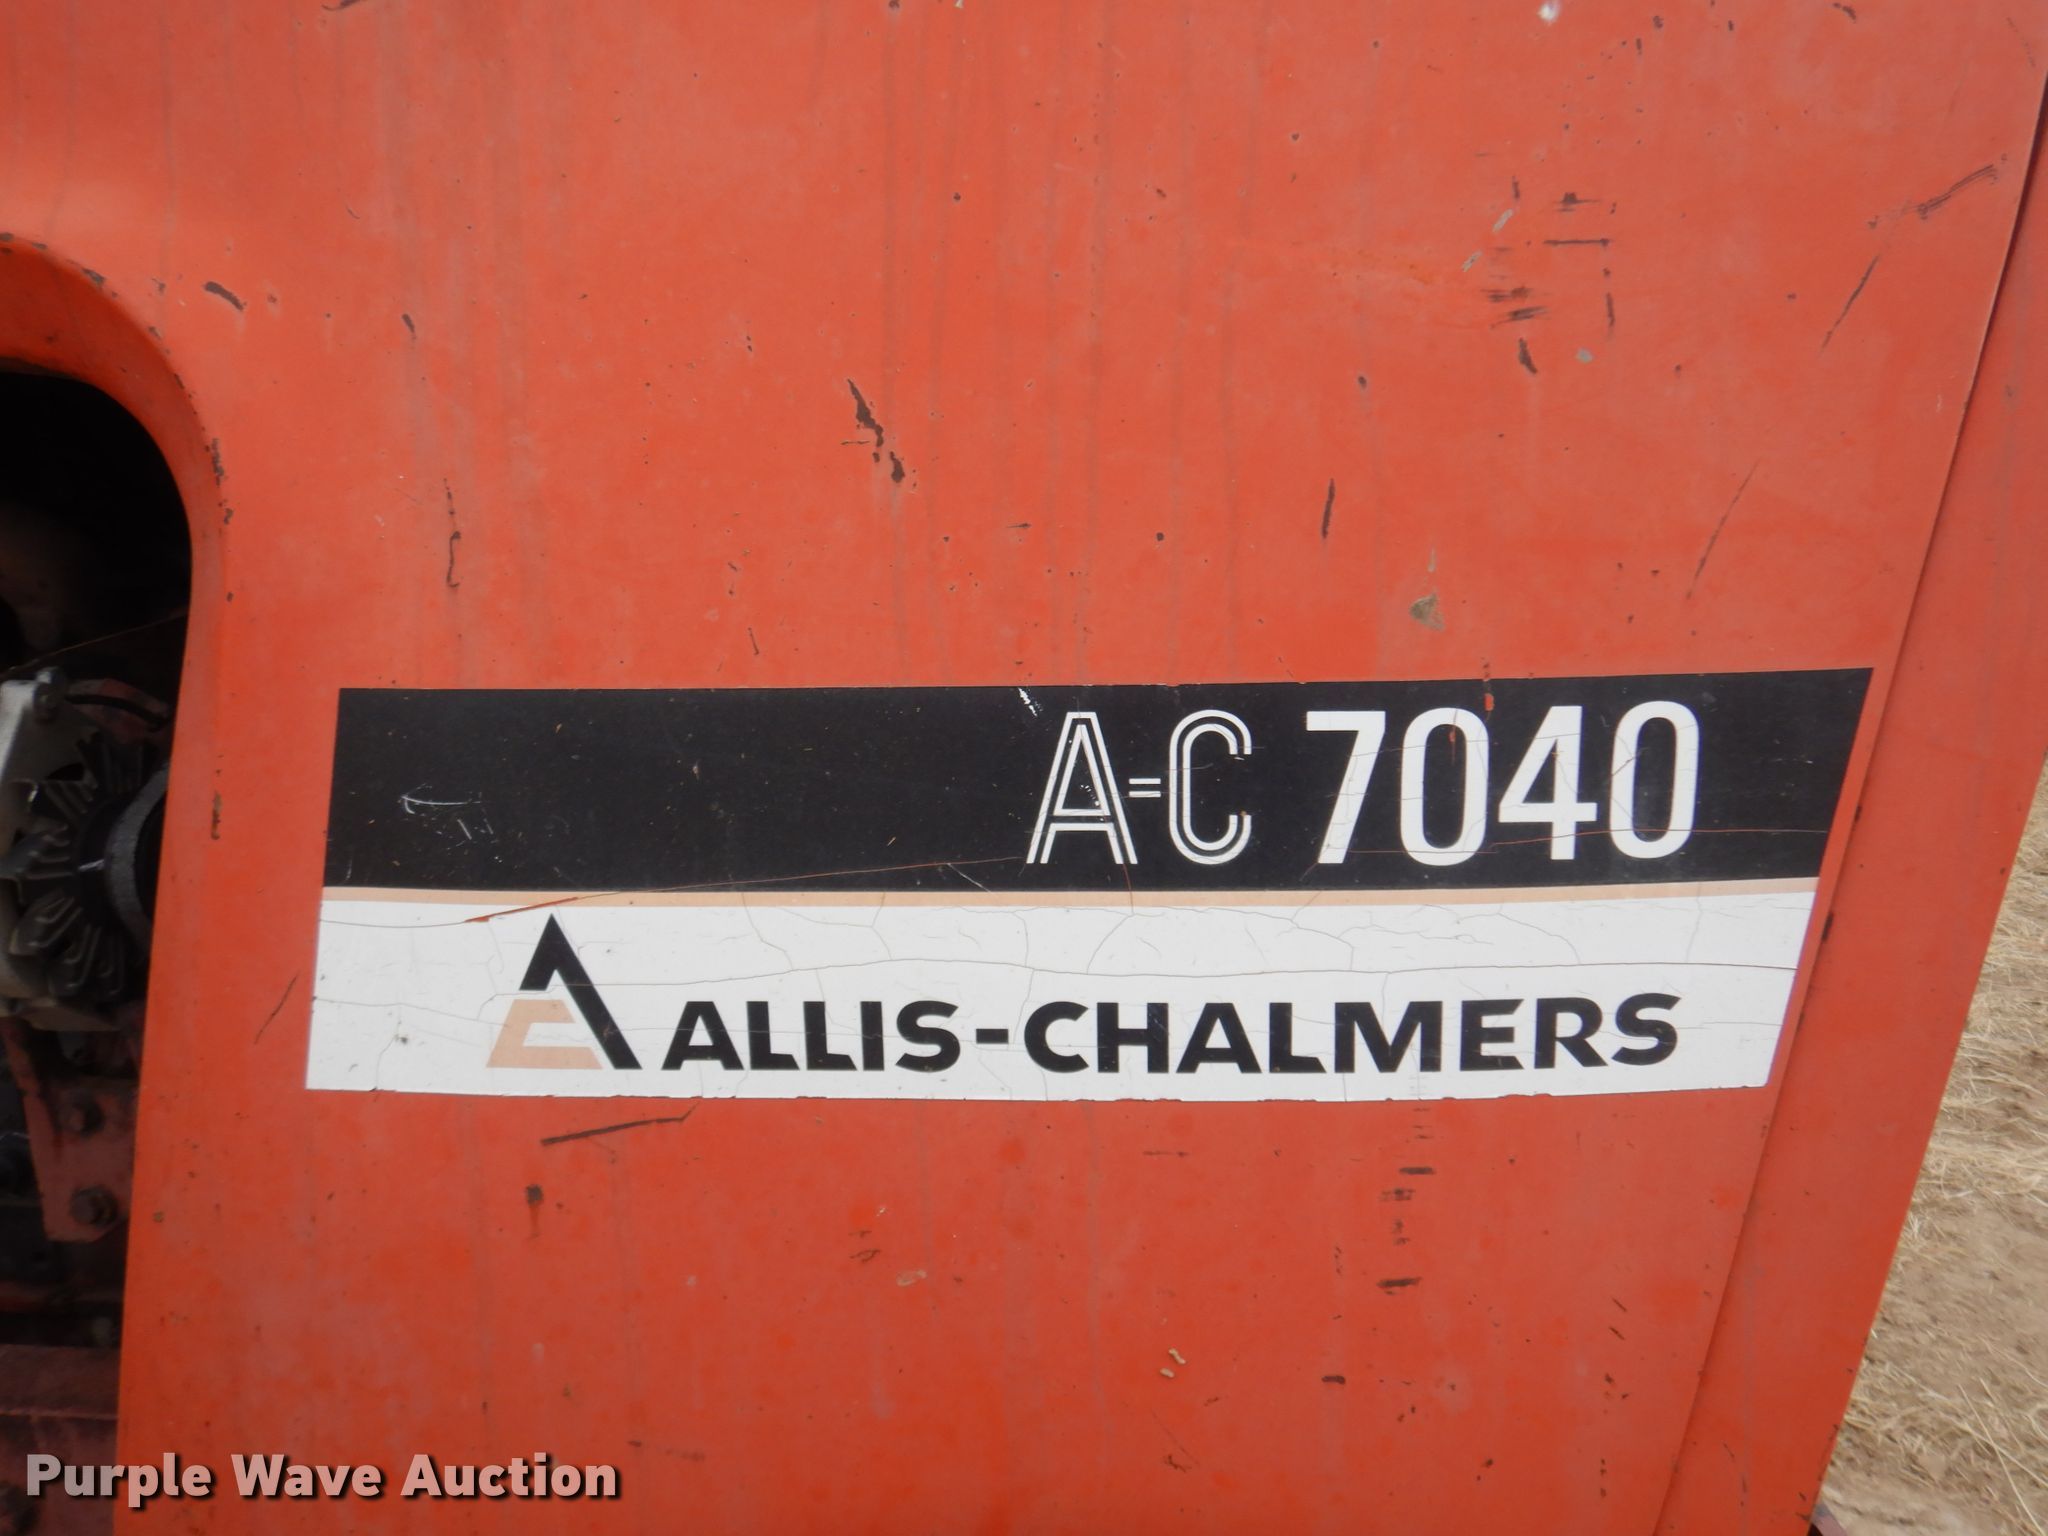 A-C 7040
ALLIS-CHALMERS
Purple Wave Auction